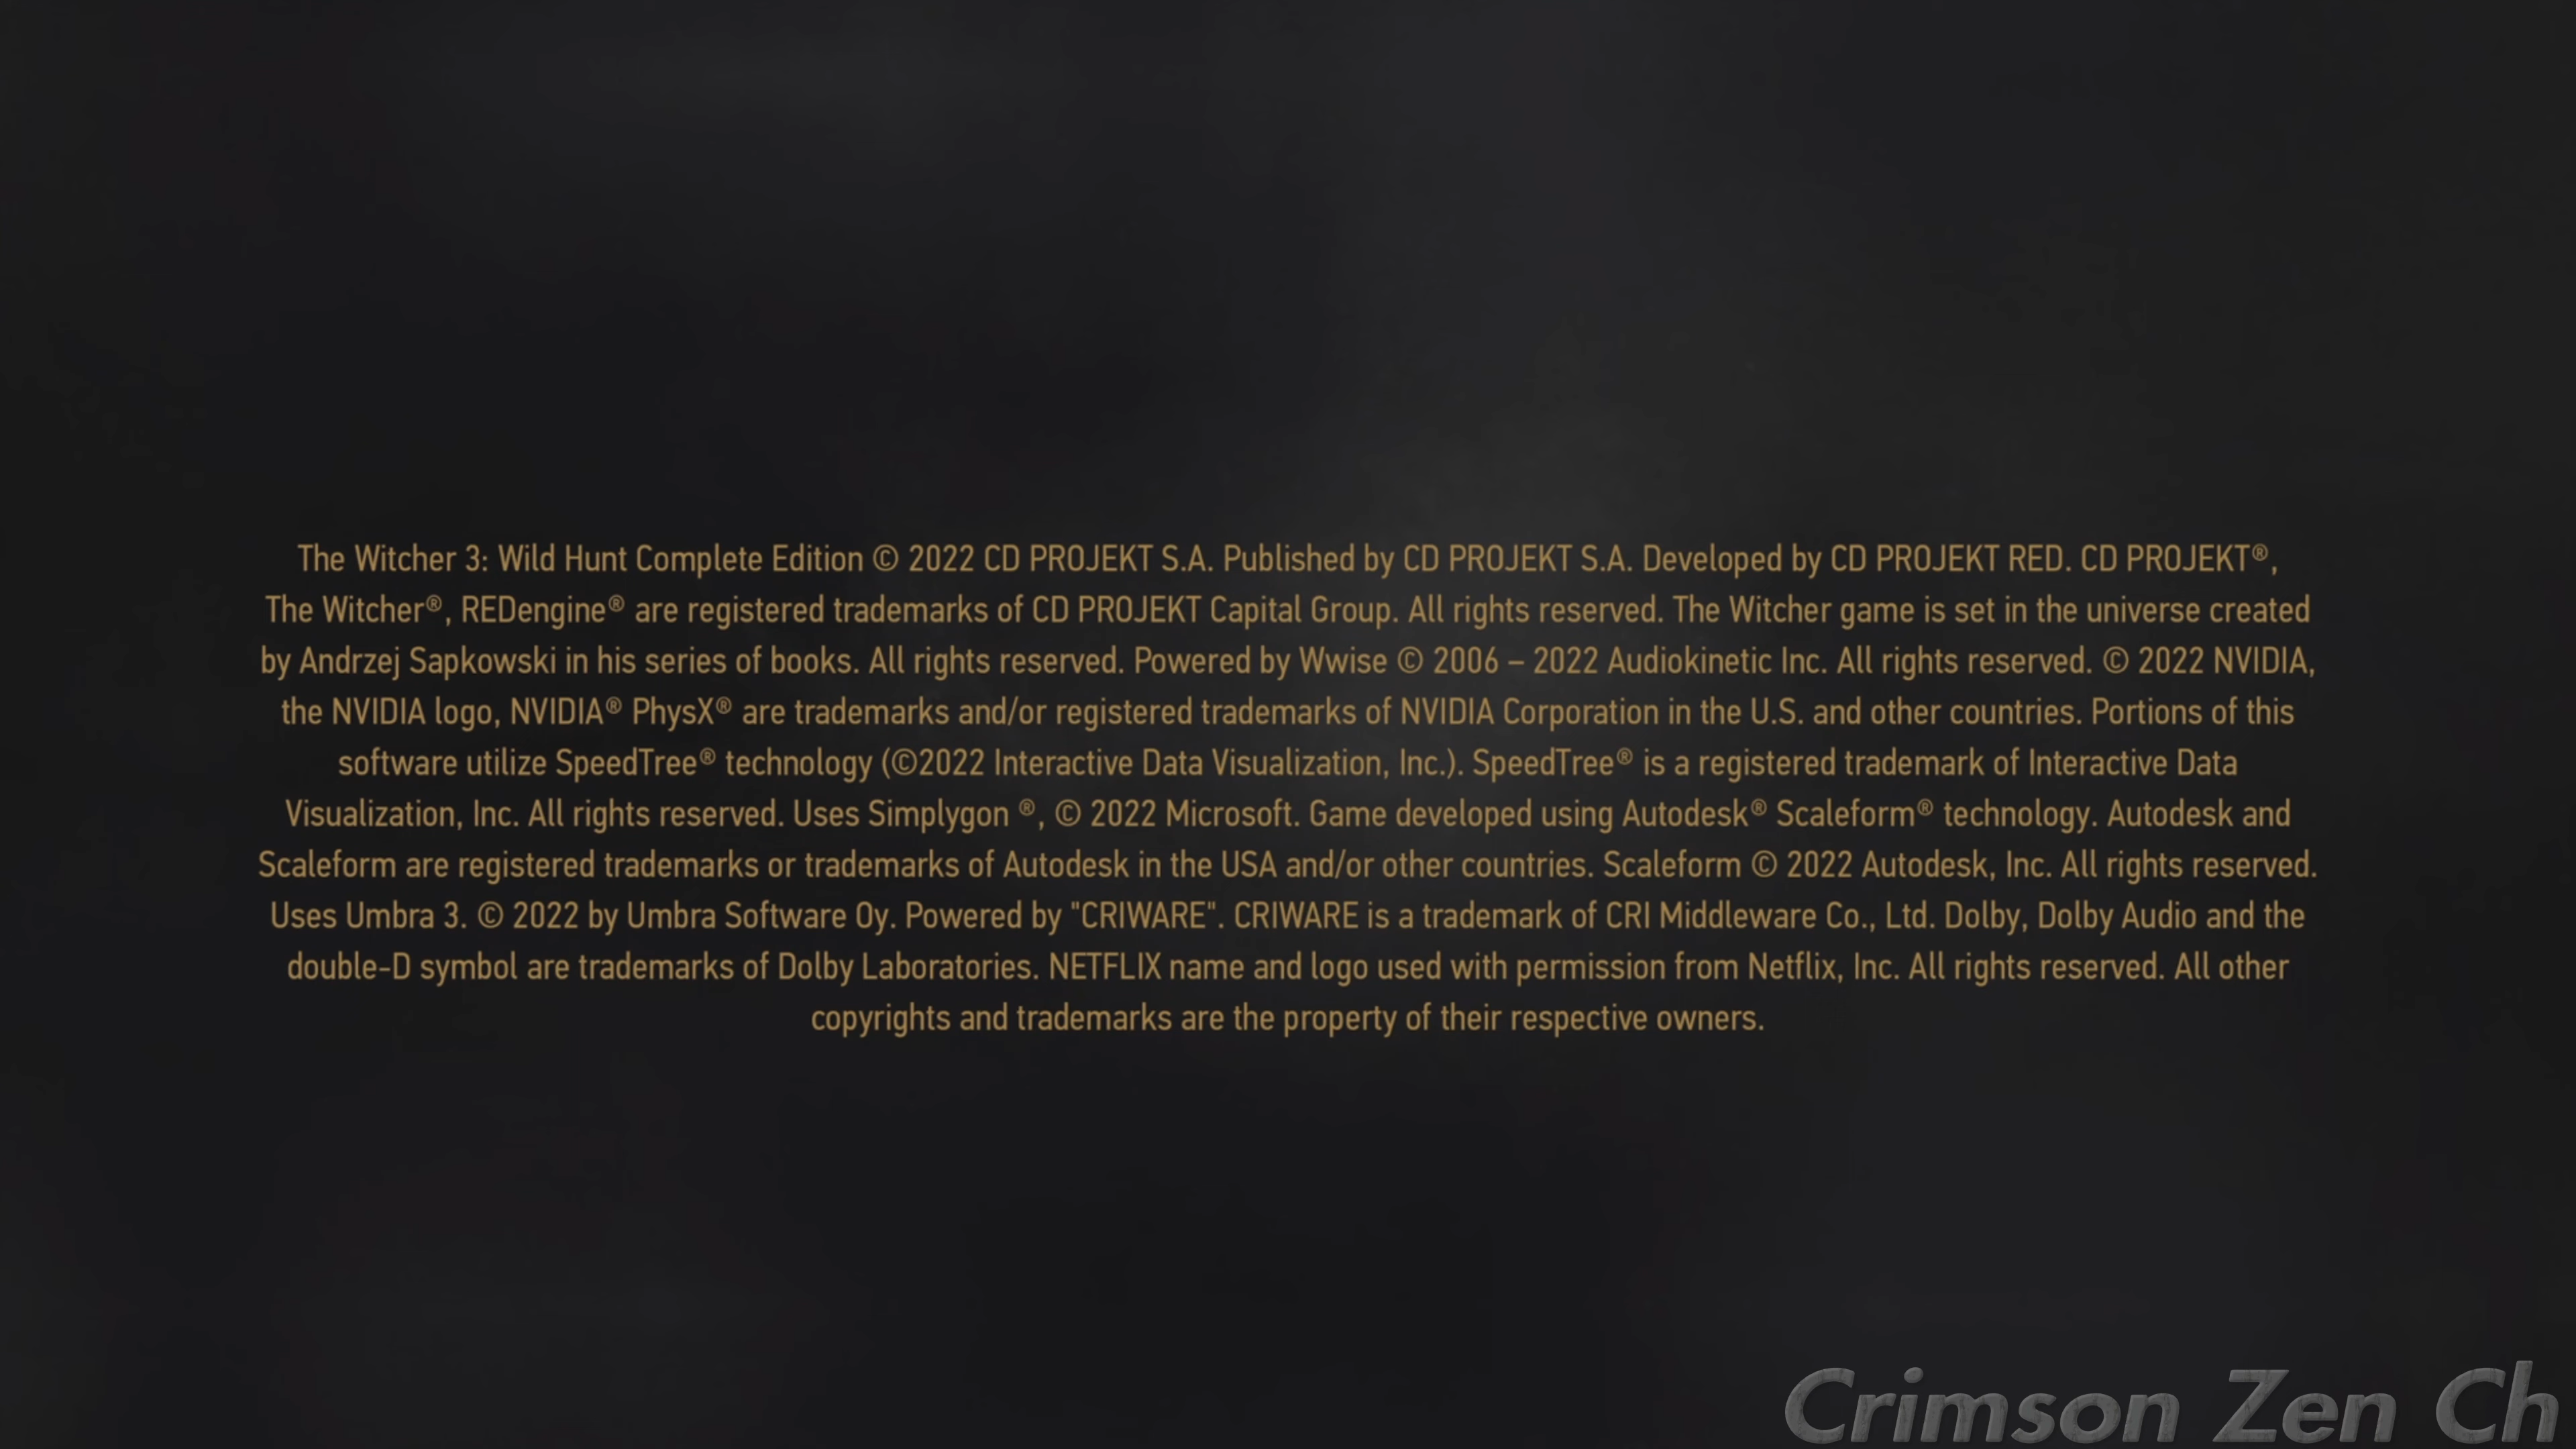 The Witcher 3: Wild Hunt Complete Edition © 2022 CD PROJEKT S.A. Published by CD PROJEKT S.A. Developed by CD PROJEKT RED. CD PROJEKT®,
The Witcher®, REDengine® are registered trademarks of CD PROJEKT Capital Group. All rights reserved. The Witcher game is set in the universe created
by Andrzej Sapkowski in his series of books. All rights reserved. Powered by Wwise © 2006 – 2022 Audiokinetic Inc. All rights reserved. © 2022 NVIDIA,
the NVIDIA logo, NVIDIA® PhysX® are trademarks and/or registered trademarks of NVIDIA Corporation in the U.S. and other countries. Portions of this
software utilize SpeedTree® technology (©2022 Interactive Data Visualization, Inc.). SpeedTree® is a registered trademark of Interactive Data
Visualization, Inc. All rights reserved. Uses Simplygon ®, © 2022 Microsoft. Game developed using Autodesk® Scaleform® technology. Autodesk and
Scaleform are registered trademarks or trademarks of Autodesk in the USA and/or other countries. Scaleform © 2022 Autodesk, Inc. All rights reserved.
Uses Umbra 3. © 2022 by Umbra Software Oy. Powered by "CRIWARE". CRIWARE is a trademark of CRI Middleware Co., Ltd. Dolby, Dolby Audio and the
double-D symbol are trademarks of Dolby Laboratories. NETFLIX name and logo used with permission from Netflix, Inc. All rights reserved. All other
copyrights and trademarks are the property of their respective owners.
Crimson Zen Ch